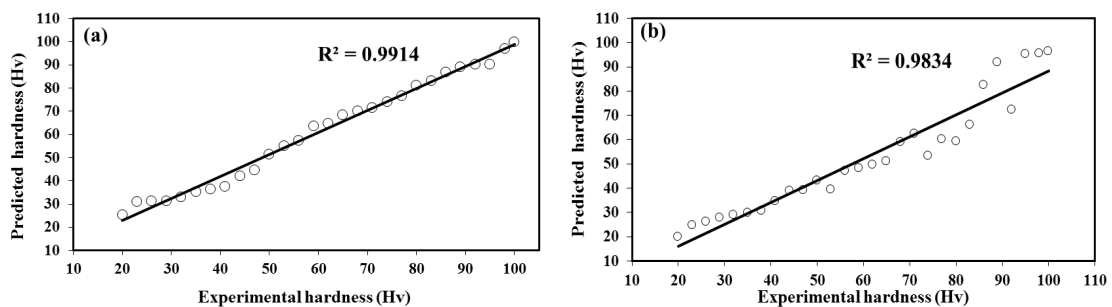 (a)
R² = 0.9914
Predicted hardness (Hv)
110
100
90
80
70
60
50
40
30
20
10
10 20 30 40 50 60 70 80 90 100
Experimental hardness (Hv)
(b)
R² = 0.9834
Predicted hardness (Hv)
110
100
90
80
70
60
50
40
30
20
10
10 20 30 40 50 60 70 80 90 100 110
Experimental hardness (Hv)